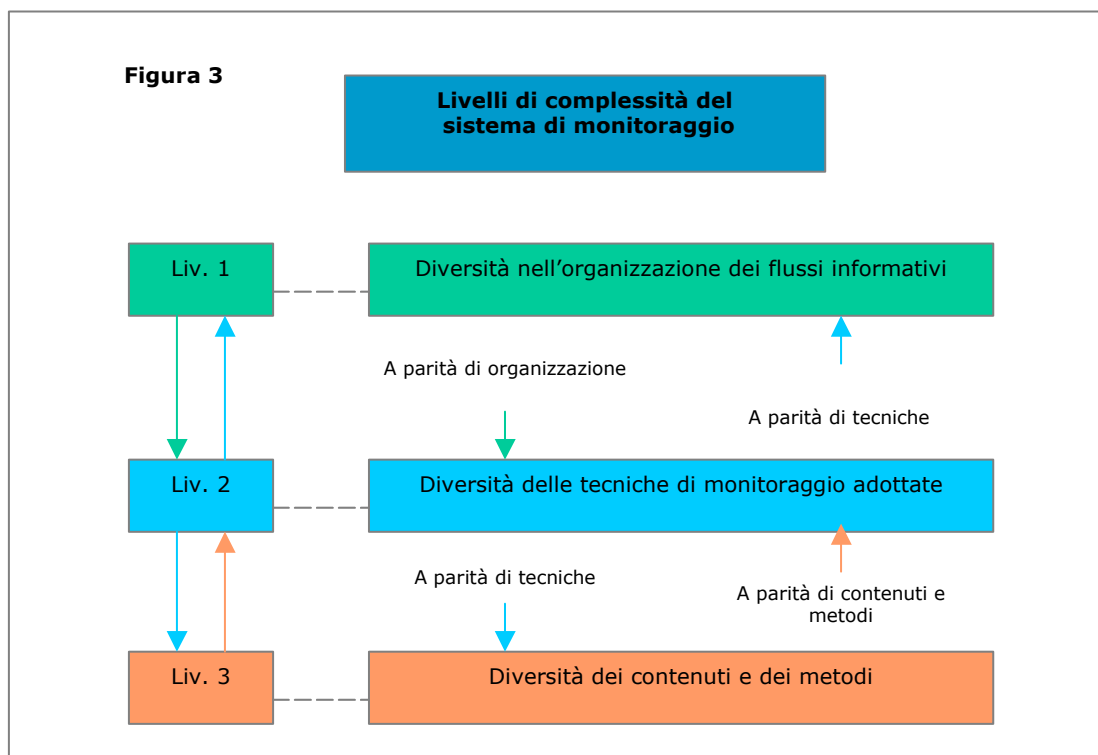 Figura 3
Livelli di complessità del
sistema di monitoraggio
Liv. 1
Diversità nell'organizzazione dei flussi informativi
A parità di organizzazione
A parità di tecniche
Liv. 2
Diversità delle tecniche di monitoraggio adottate
A parità di tecniche
A parità di contenuti e
metodi
Liv. 3
Diversità dei contenuti e dei metodi